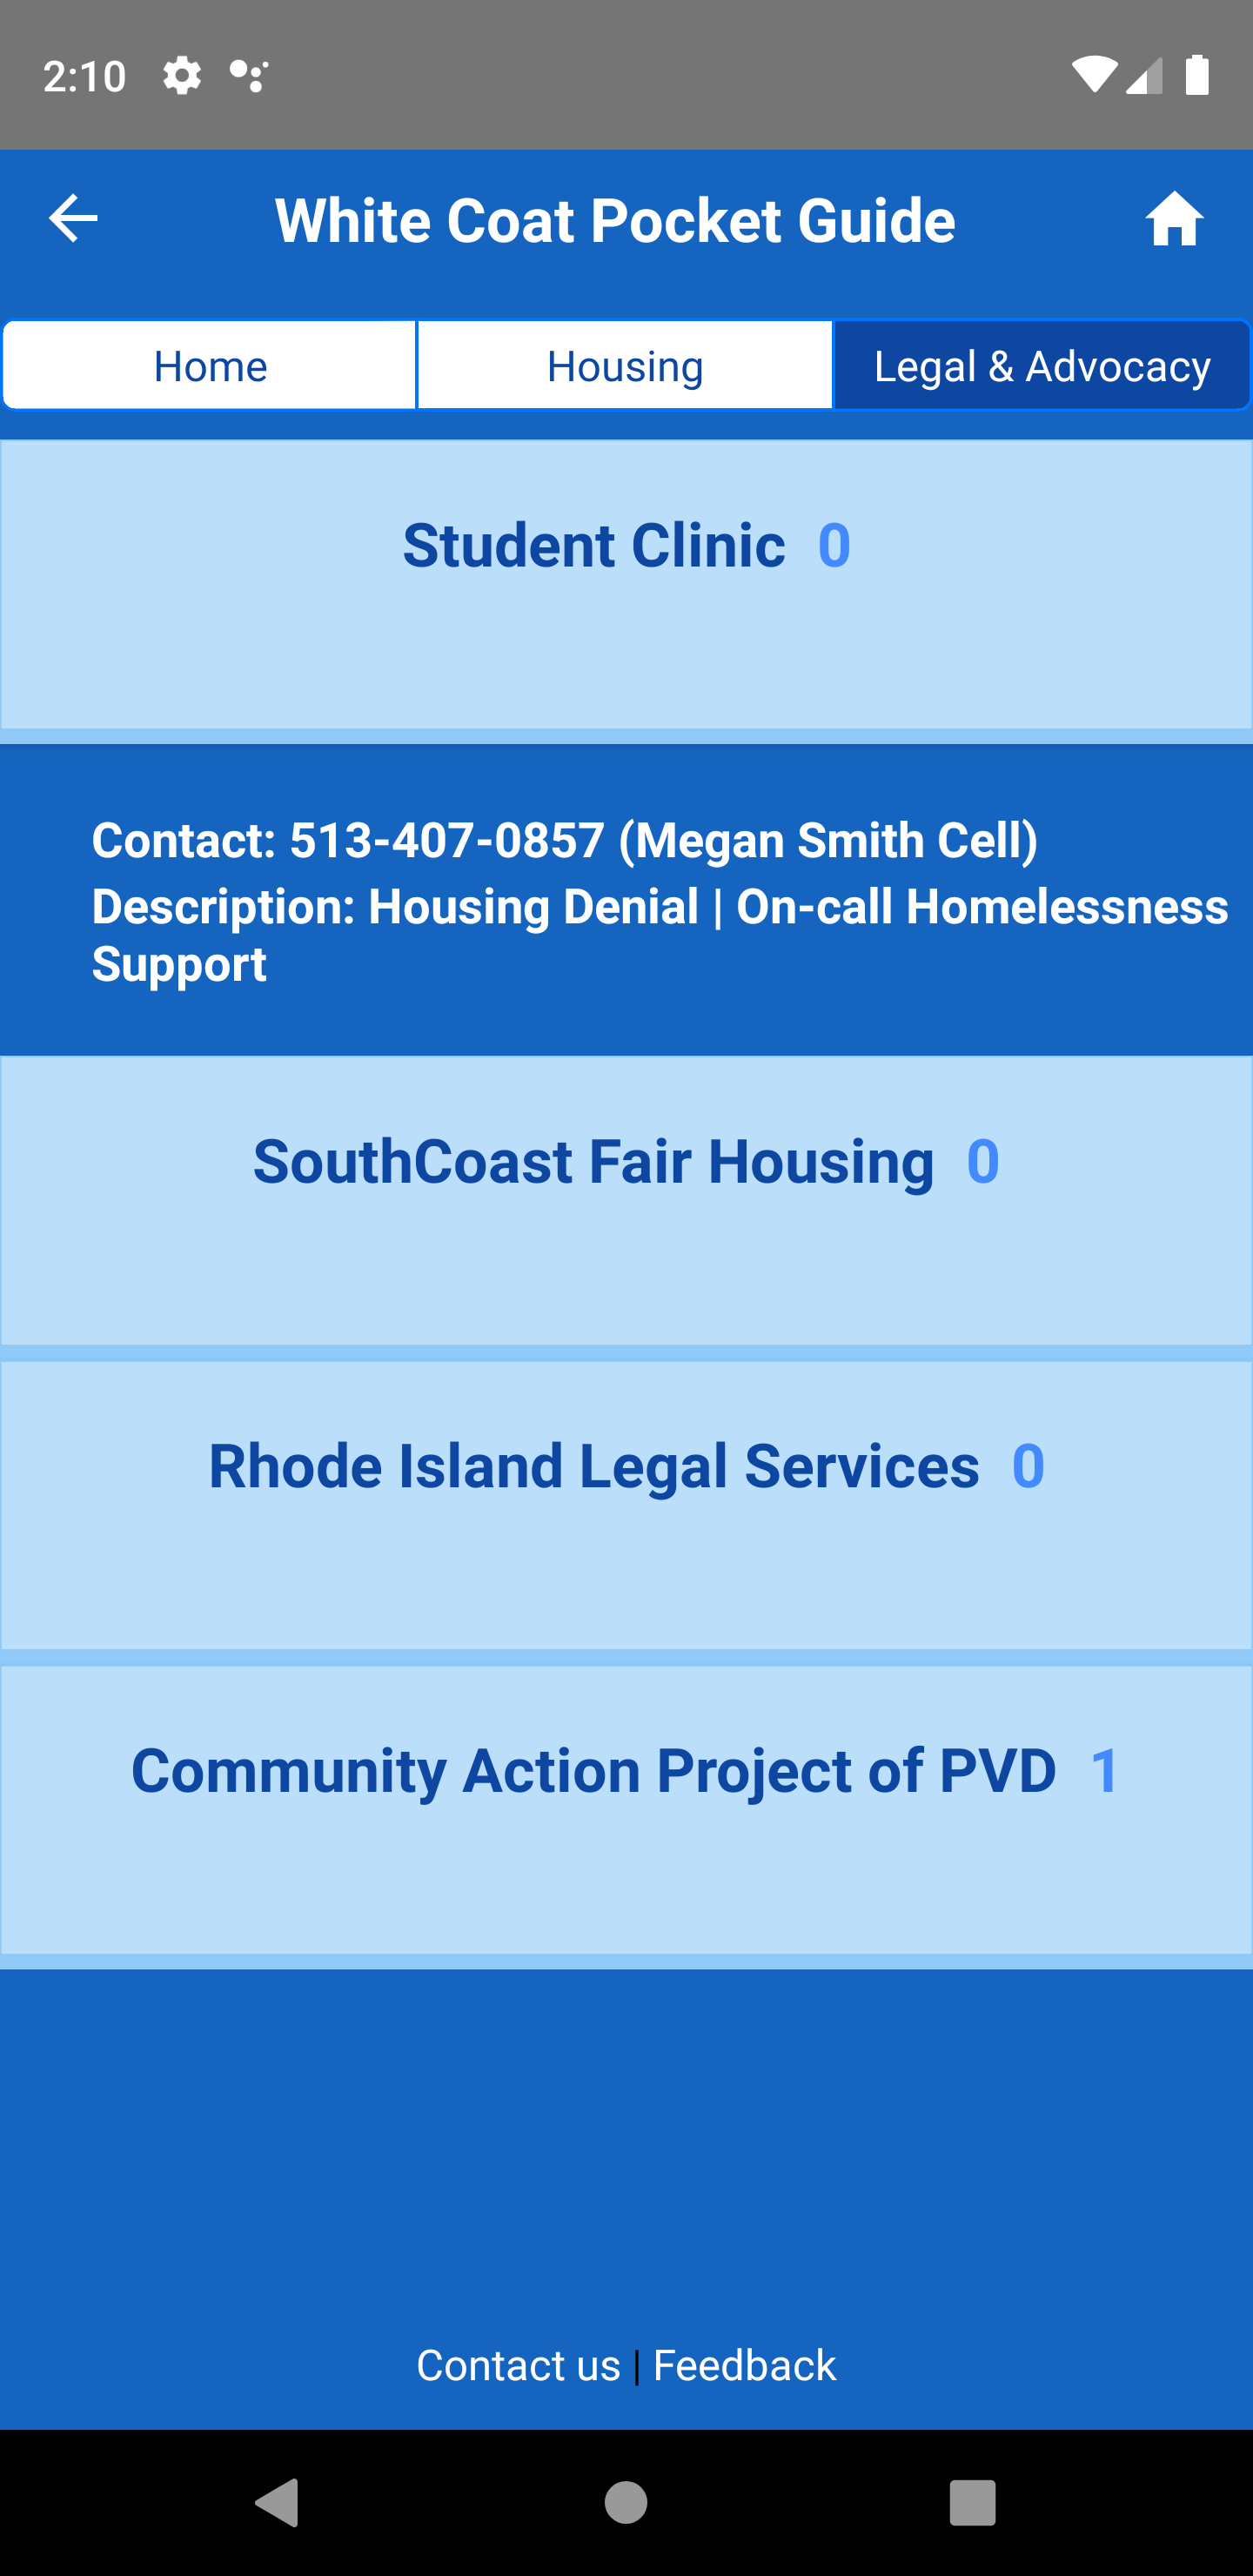 2:10
White Coat Pocket Guide
Home
Housing
Legal & Advocacy
Student Clinic 0
Contact: 513-407-0857 (Megan Smith Cell)
Description: Housing Denial | On-call Homelessness
Support
SouthCoast Fair Housing 0
Rhode Island Legal Services 0
Community Action Project of PVD 1
Contact us | Feedback